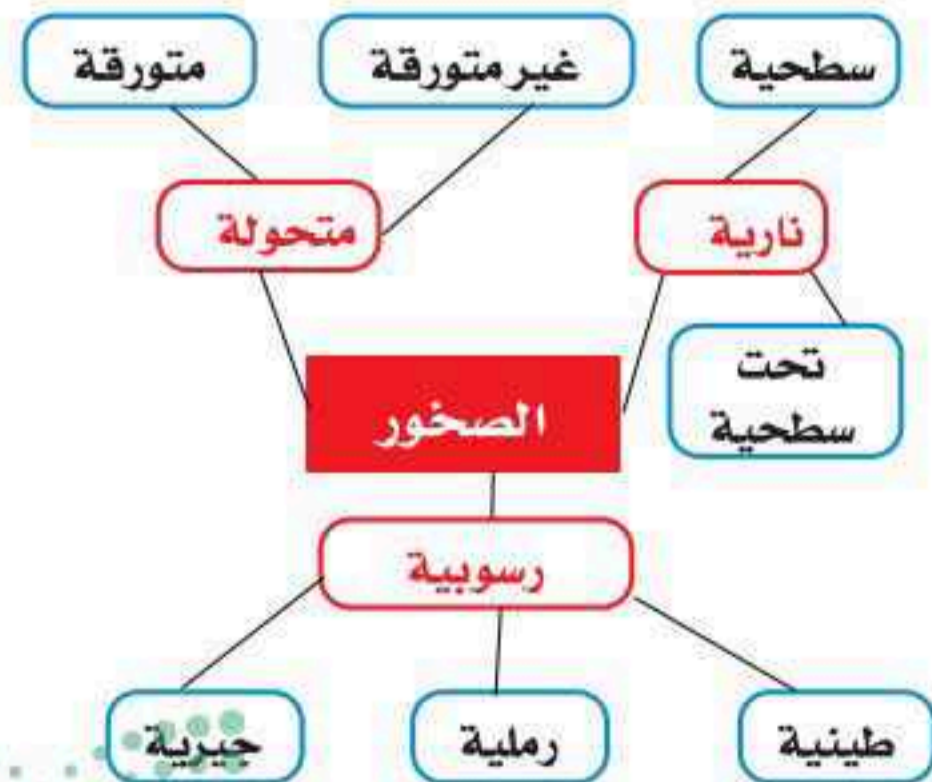 سطحية
غير متورقة
متورقة
نارية
متحولة
تحت
سطحية
الصخور
رسوبية
طينية
رملية
جيرية